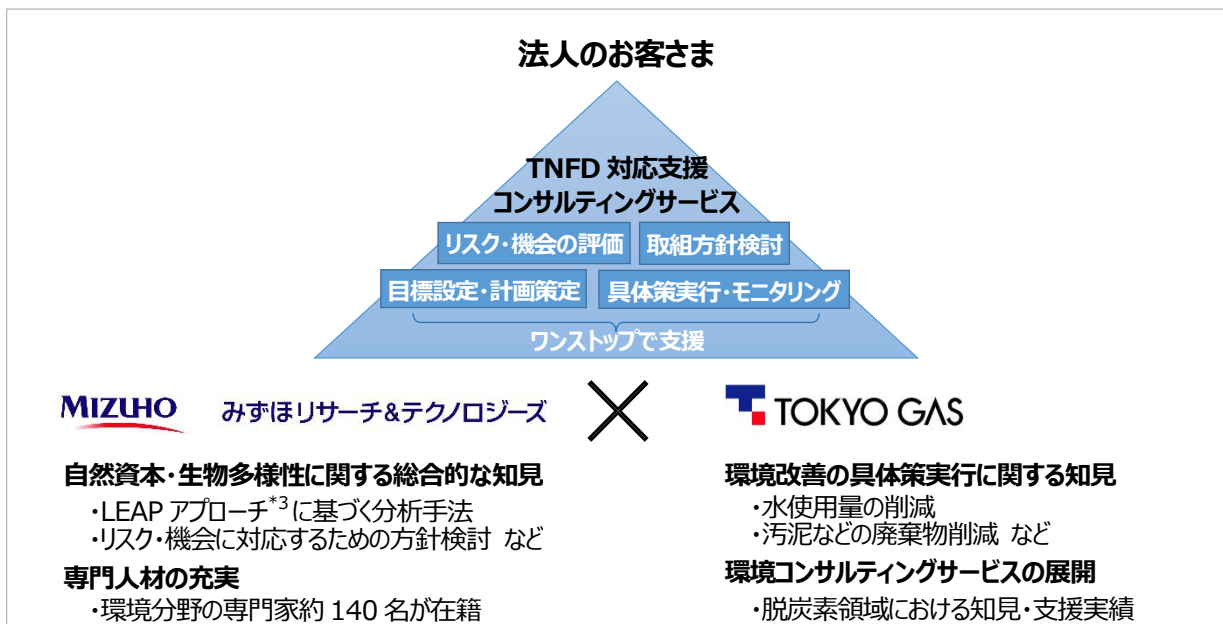 法人のお客さま
TNFD 対応支援
コンサルティングサービス
リスク・機会の評価
取組方針検討
目標設定・計画策定
具体策実行・モニタリング
ワンストップで支援
MIZUHO みずほリサーチ&テクノロジーズ
TOKYO GAS
自然資本・生物多様性に関する総合的な知見
・LEAP アプローチ*3に基づく分析手法
・リスク・機会に対応するための方針検討 など
専門人材の充実
・環境分野の専門家約 140 名が在籍
環境改善の具体策実行に関する知見
・水使用量の削減
・汚泥などの廃棄物削減 など
環境コンサルティングサービスの展開
・脱炭素領域における知見・支援実績